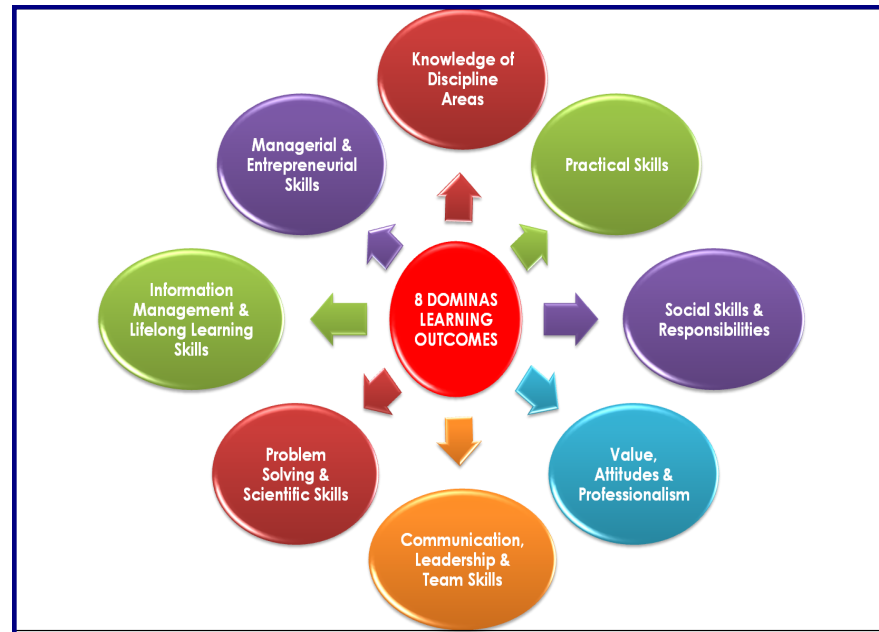 Knowledge of
Discipline
Areas
Practical Skills
Social Skills &
Responsibilities
Value,
Attitudes &
Professionalism
Communication,
Leadership &
Team Skills
Problem
Solving &
Scientific Skills
Information
Management &
Lifelong Learning
Skills
Managerial &
Entrepreneurial
Skills
8 DOMINAS
LEARNING
OUTCOMES